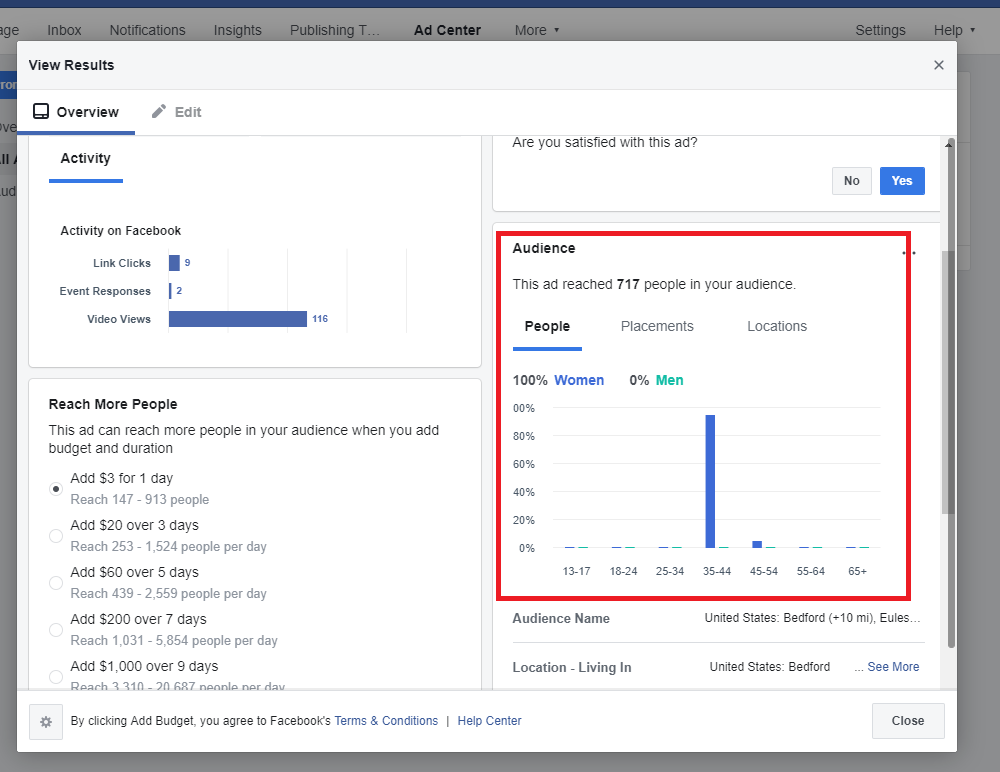 age Inbox Notifications Insights Publishing T… Ad Center More Settings Help
View Results
Overview Edit
Activity
Activity on Facebook
Link Clicks 9
Event Responses 2
Video Views 116
Reach More People
This ad can reach more people in your audience when you add
budget and duration
Add $3 for 1 day
Reach 147 - 913 people
Add $20 over 3 days
Reach 253 - 1,524 people per day
Add $60 over 5 days
Reach 439 - 2,559 people per day
Add $200 over 7 days
Reach 1,031 - 5,854 people per day
Add $1,000 over 9 days
Reach 3,310 - 20,687 people per day
Are you satisfied with this ad?
No Yes
Audience
This ad reached 717 people in your audience.
People Placements Locations
100% Women 0% Men
00%
80%
60%
40%
20%
0%
13-17 18-24 25-34 35-44 45-54 55-64 65+
Audience Name United States: Bedford (+10 mi), Eules…
Location - Living In United States: Bedford ... See More
By clicking Add Budget, you agree to Facebook's Terms & Conditions | Help Center
Close